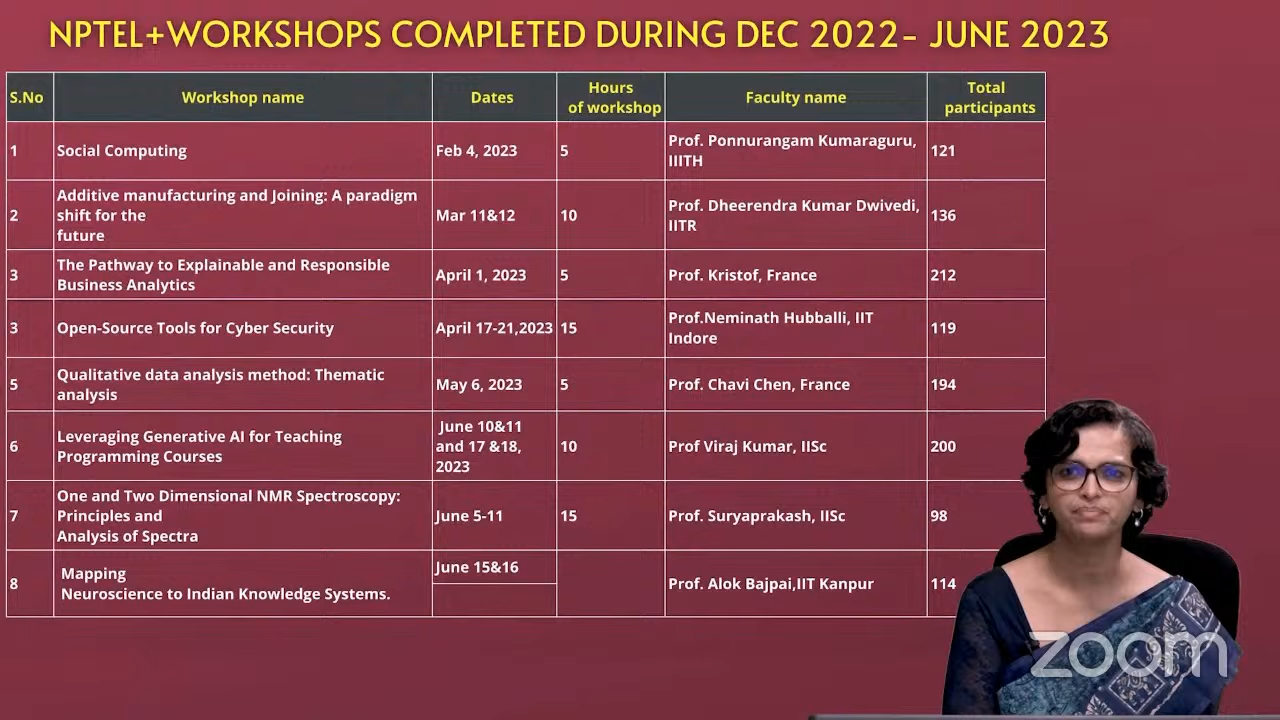 NPTEL+WORKSHOPS COMPLETED DURING DEC 2022- JUNE 2023
S.No Workshop name Dates Hours of workshop Faculty name Total participants
1 Social Computing Feb 4, 2023 5 Prof. Ponnurangam Kumaraguru, IIITH 121
2 Additive manufacturing and Joining: A paradigm shift for the future Mar 11&12 10 Prof. Dheerendra Kumar Dwivedi, IITR 136
3 The Pathway to Explainable and Responsible Business Analytics April 1, 2023 5 Prof. Kristof, France 212
3 Open-Source Tools for Cyber Security April 17-21,2023 15 Prof.Neminath Hubballi, IIT Indore 119
5 Qualitative data analysis method: Thematic analysis May 6, 2023 5 Prof. Chavi Chen, France 194
6 Leveraging Generative AI for Teaching Programming Courses June 10&11 and 17 &18, 2023 10 Prof Viraj Kumar, IISc 200
7 One and Two Dimensional NMR Spectroscopy: Principles and Analysis of Spectra June 5-11 15 Prof. Suryaprakash, IISc 98
8 Mapping Neuroscience to Indian Knowledge Systems. June 15&16 Prof. Alok Bajpai,IIT Kanpur 114
zoom